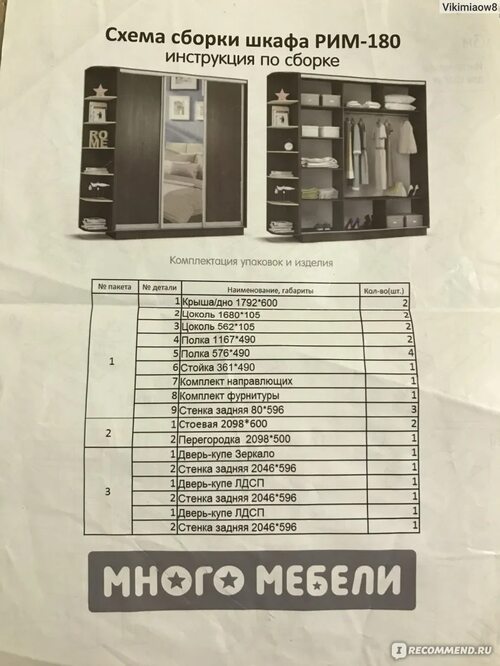 Vikimiaow8
Схема сборки шкафа РИМ-180
инструкция по сборке
ROME
Комплектация упаковок и изделия
№ пакета № детали Наименование, габариты Кол-во(шт.)
1 Крыша/дно 1792*600 2
2 Цоколь 1680*105 2
3 Цоколь 562*105 2
4 Полка 1167*490 2
5 Полка 576*490 4
1 6 Стойка 361*490 1
7 Комплект направляющих 1
8 Комплект фурнитуры 1
9 Стенка задняя 80*596 3
2 1 Стоевая 2098*600 2
2 Перегородка 2098*500 1
1 Дверь-купе Зеркало 1
2 Стенка задняя 2046*596 1
3 1 Дверь-купе ЛДСП 1
2 Стенка задняя 2046*596 1
1 Дверь-купе ЛДСП 1
2 Стенка задняя 2046*596 1
МНОГО МЕБЕЛИ
I RECOMMEND.RU